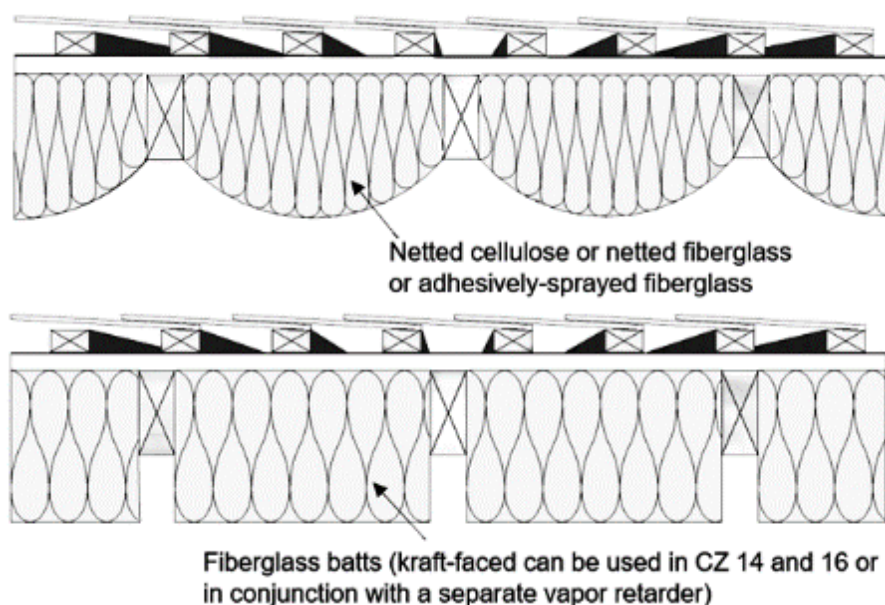 Netted cellulose or netted fiberglass
or adhesively-sprayed fiberglass
Fiberglass batts (kraft-faced can be used in CZ 14 and 16 or
in conjunction with a separate vapor retarder)